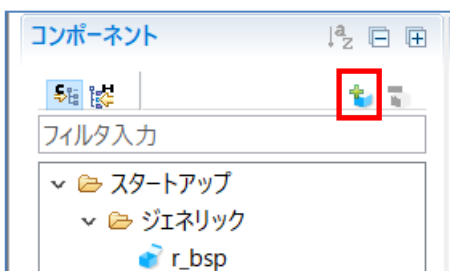 コンポーネント
フィルタ入力
スタートアップ
ジェネリック
r_bsp